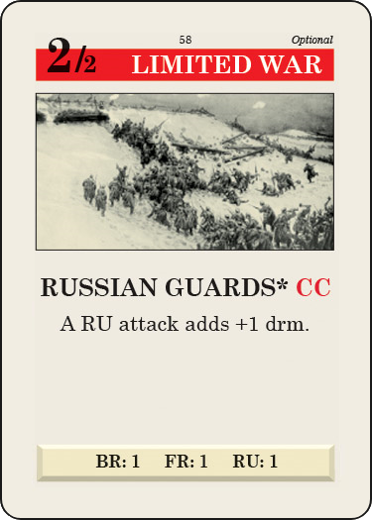 58
Optional
2/2
LIMITED WAR
RUSSIAN GUARDS* CC
A RU attack adds +1 drm.
BR: 1 FR: 1 RU: 1